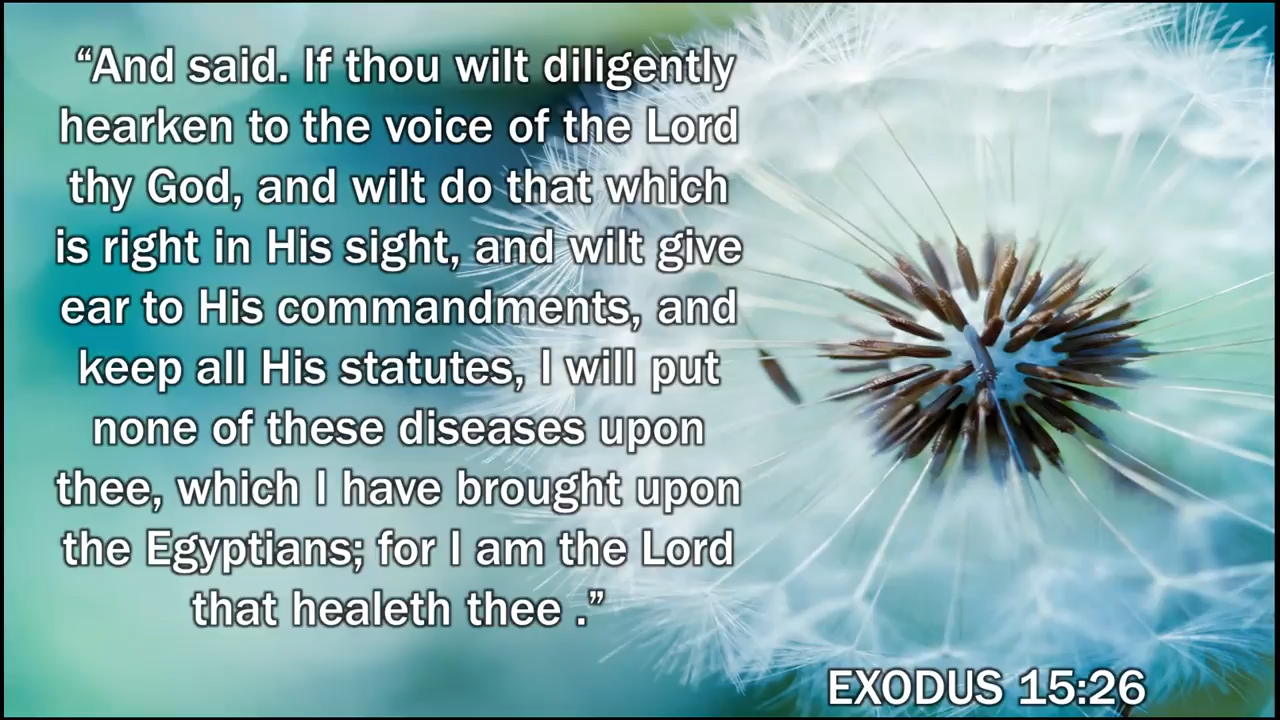 “And said. If thou wilt diligently
hearken to the voice of the Lord
thy God, and wilt do that which
is right in His sight, and wilt give
ear to His commandments, and
keep all His statutes, I will put
none of these diseases upon
thee, which I have brought upon
the Egyptians; for I am the Lord
that healeth thee .”
EXODUS 15:26